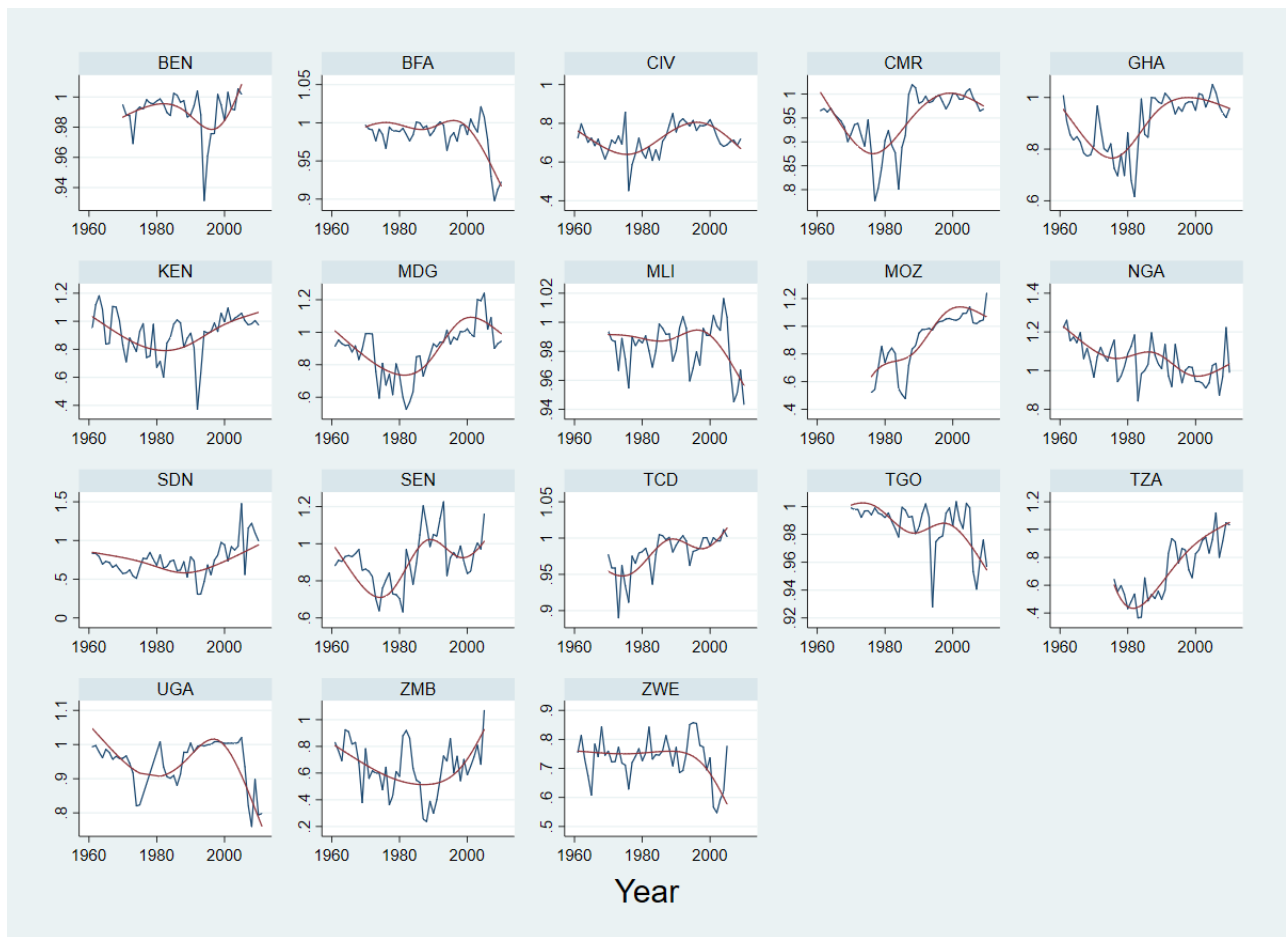 BEN BFA CIV CMR GHA
.94 .96 .98 1
.9 .95 1 1.05
.4 .6 .8 1
.8 .85 .9 .95 1
.6 .8 1
1960 1980 2000 1960 1980 2000 1960 1980 2000 1960 1980 2000 1960 1980 2000
KEN MDG MLI MOZ NGA
.4 .6 .8 1 1.2
.6 .8 1 1.2
.94 .96 .98 1 1.02
.4 .6 .8 1 1.2
.8 1 1.2 1.4
1960 1980 2000 1960 1980 2000 1960 1980 2000 1960 1980 2000 1960 1980 2000
SDN SEN TCD TGO TZA
0 .5 1 1.5
.6 .8 1 1.2
.9 .95 1 1.05
.92 .94 .96 .98 1
.4 .6 .8 1 1.2
1960 1980 2000 1960 1980 2000 1960 1980 2000 1960 1980 2000 1960 1980 2000
UGA ZMB ZWE
.8 .9 1 1.1
.2 .4 .6 .8 1
.5 .6 .7 .8 .9
1960 1980 2000 1960 1980 2000 1960 1980 2000
Year